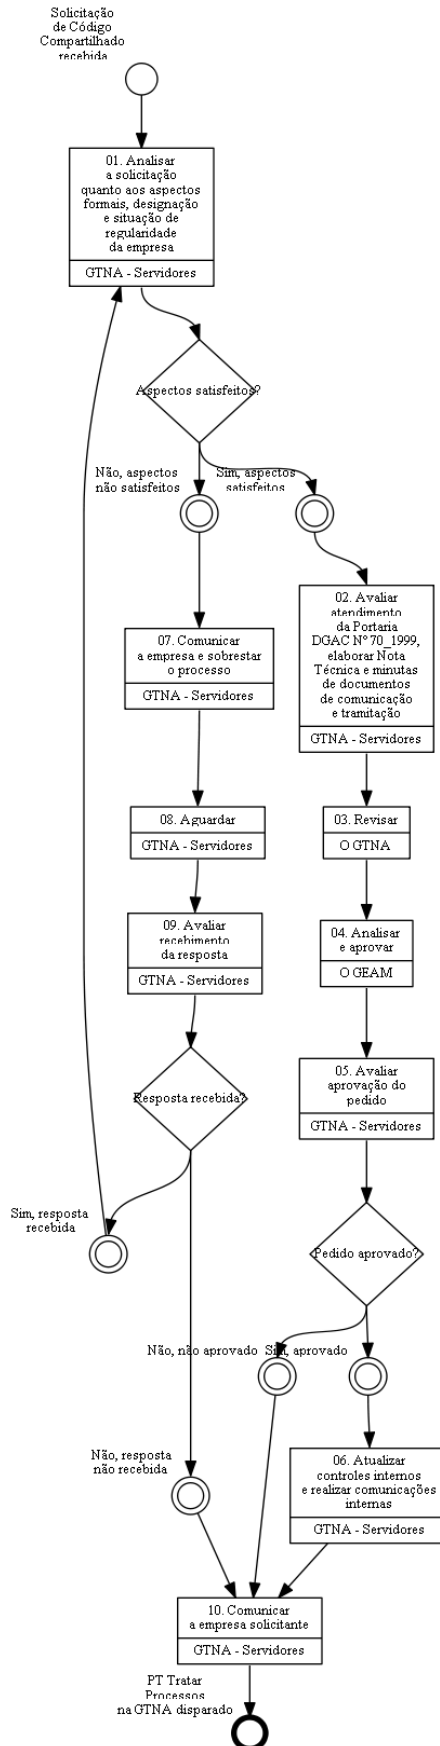 Solicitação
de Código
Compartilhado
recebida
01. Analisar
a solicitação
quanto aos aspectos
formais, designação
e situação de
regularidade
da empresa
GTNA - Servidores
Aspectos satisfeitos?
Não, aspectos
não satisfeitos
Sim, aspectos
satisfeitos
02. Avaliar
atendimento
da Portaria
DGAC Nº 70_1999,
elaborar Nota
Técnica e minutas
de documentos
de comunicação
e tramitação
GTNA - Servidores
07. Comunicar
a empresa e sobrestar
o processo
GTNA - Servidores
08. Aguardar
GTNA - Servidores
03. Revisar
O GTNA
09. Avaliar
recebimento
da resposta
GTNA - Servidores
04. Analisar
e aprovar
O GEAM
05. Avaliar
aprovação do
pedido
GTNA - Servidores
Resposta recebida?
Sim, resposta
recebida
Pedido aprovado?
Não, não aprovado
Sim, aprovado
Não, resposta
não recebida
06. Atualizar
controles internos
e realizar comunicações
internas
GTNA - Servidores
10. Comunicar
a empresa solicitante
GTNA - Servidores
PT Tratar
Processos
na GTNA disparado